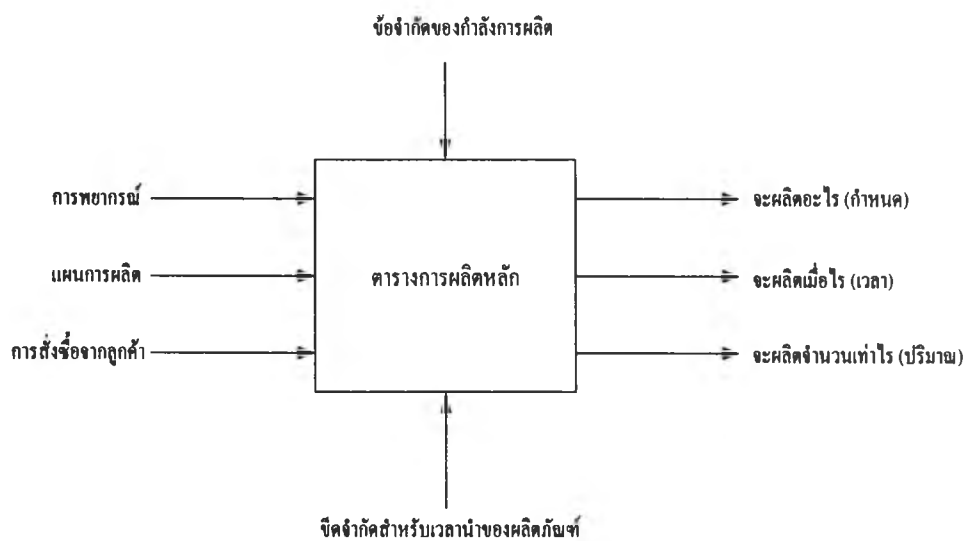 ข้อจำกัดของกำลังการผลิต
การพยากรณ์
จะผลิตอะไร (กำหนด)
แผนการผลิต
ตารางการผลิตหลัก
จะผลิตเมื่อไร (เวลา)
การสั่งซื้อจากลูกค้า
จะผลิตจำนวนเท่าไร (ปริมาณ)
ขีดจำกัดสำหรับเวลานำของผลิตภัณฑ์